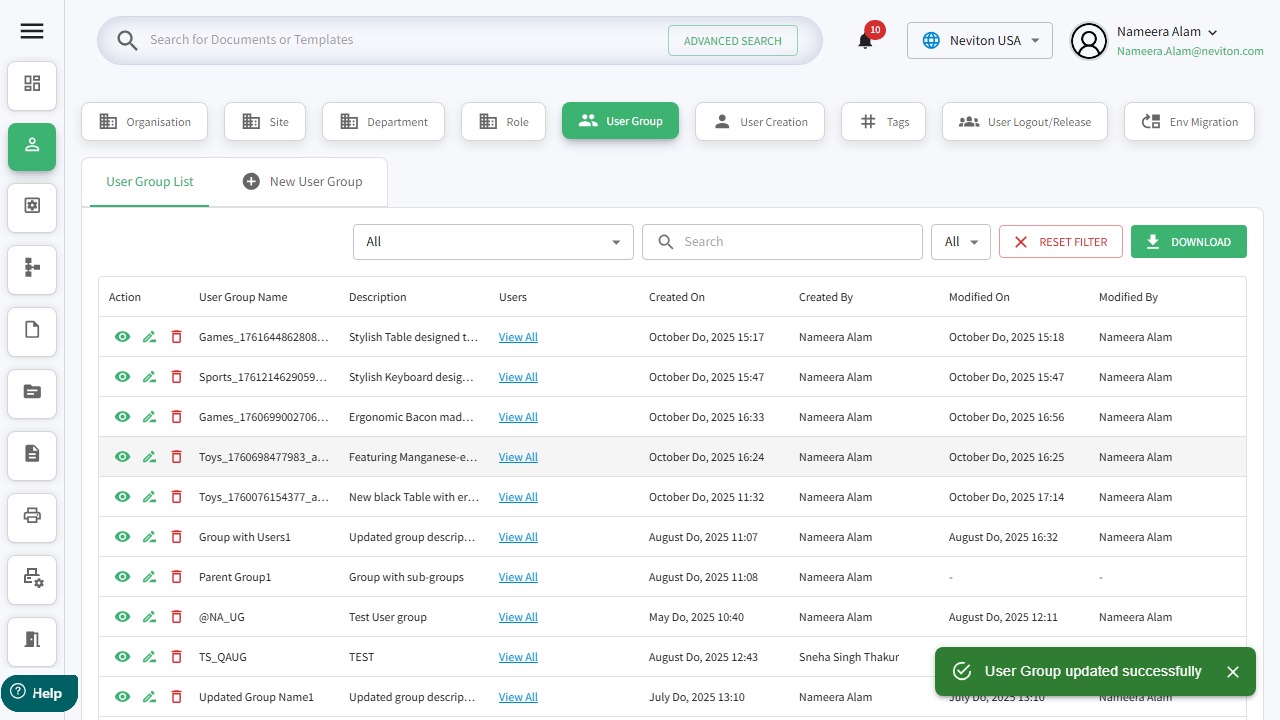 Search for Documents or Templates
ADVANCED SEARCH
10
Neviton USA
Nameera Alam
Nameera.Alam@neviton.com
Organisation
Site
Department
Role
User Group
User Creation
Tags
User Logout/Release
Env Migration
User Group List
New User Group
All
Search
All
RESET FILTER
DOWNLOAD
Action User Group Name Description Users Created On Created By Modified On Modified By
Games_1761644862808... Stylish Table designed t... View All October Do, 2025 15:17 Nameera Alam October Do, 2025 15:18 Nameera Alam
Sports_1761214629059... Stylish Keyboard desig... View All October Do, 2025 15:47 Nameera Alam October Do, 2025 15:47 Nameera Alam
Games_1760699002706... Ergonomic Bacon mad... View All October Do, 2025 16:33 Nameera Alam October Do, 2025 16:56 Nameera Alam
Toys_1760698477983_a... Featuring Manganese-e... View All October Do, 2025 16:24 Nameera Alam October Do, 2025 16:25 Nameera Alam
Toys_1760076154377_a... New black Table with er... View All October Do, 2025 11:32 Nameera Alam October Do, 2025 17:14 Nameera Alam
Group with Users1 Updated group descrip... View All August Do, 2025 11:07 Nameera Alam August Do, 2025 16:32 Nameera Alam
Parent Group1 Group with sub-groups View All August Do, 2025 11:08 Nameera Alam - -
@NA_UG Test User group View All May Do, 2025 10:40 Nameera Alam August Do, 2025 12:11 Nameera Alam
TS_QAUG TEST View All August Do, 2025 12:43 Sneha Singh Thakur
Updated Group Name1 Updated group descrip... View All July Do, 2025 13:10 Nameera Alam July Do, 2025 13:10 Nameera Alam
User Group updated successfully
Help